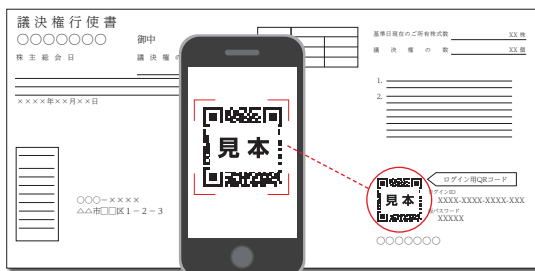 議決権行使書
○○○○○○○ 御中
株主総会日
議決権の
××××年××月××日
基準日現在のご所有株式数 XX 株
議決権の数 XX 個
1.
2.
見本
見本
ログイン用QRコード
ログインID
XXXX-XXXX-XXXX-XXX
パスワード
XXXXX
○○○-××××
△△市□□区1-2-3
○○○○○○○